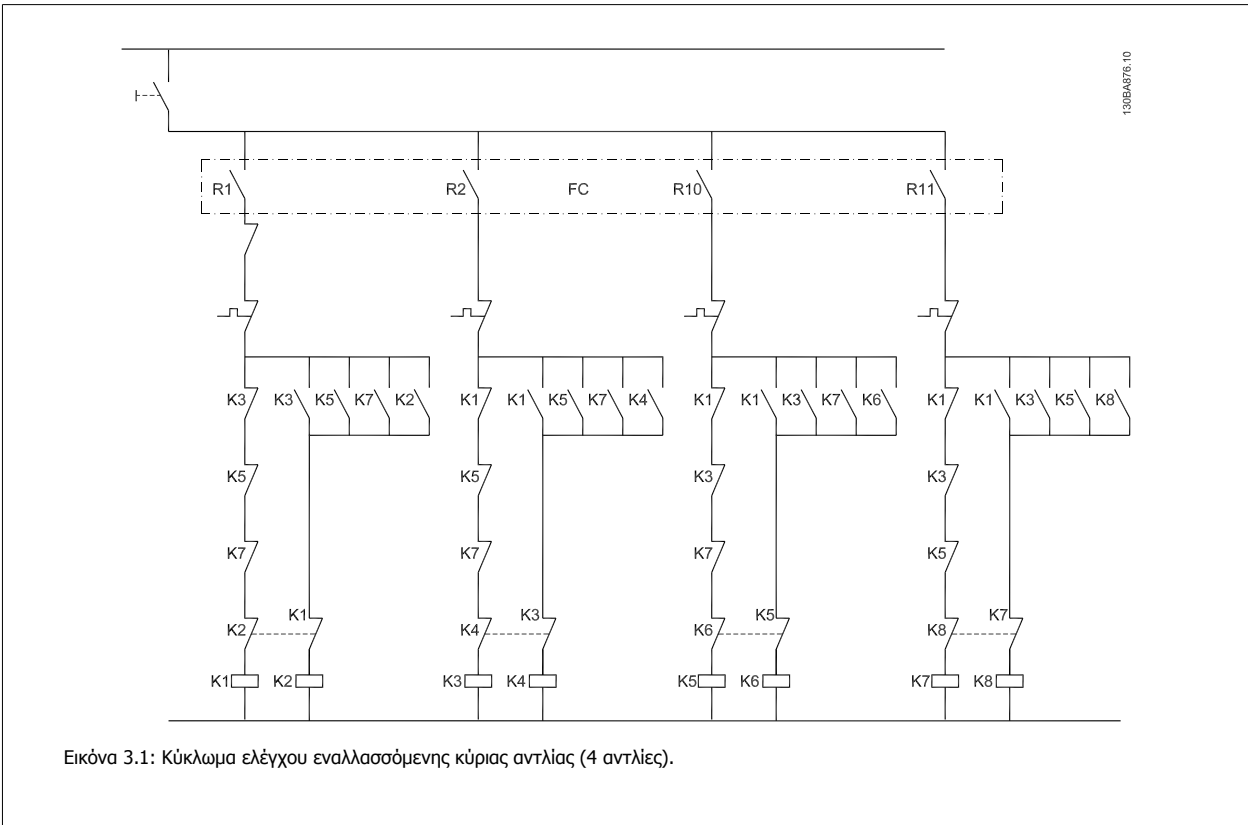 130BA876.10
R1 R2 FC R10 R11
K3 K3 K5 K7 K2 K1 K1 K5 K7 K4 K1 K1 K3 K7 K6 K1 K1 K3 K5 K8
K5 K5 K3 K3
K7 K7 K7 K5
K2 K1 K4 K3 K6 K5 K8 K7
K1 K2 K3 K4 K5 K6 K7 K8
Εικόνα 3.1: Κύκλωμα ελέγχου εναλλασσόμενης κύριας αντλίας (4 αντλίες).